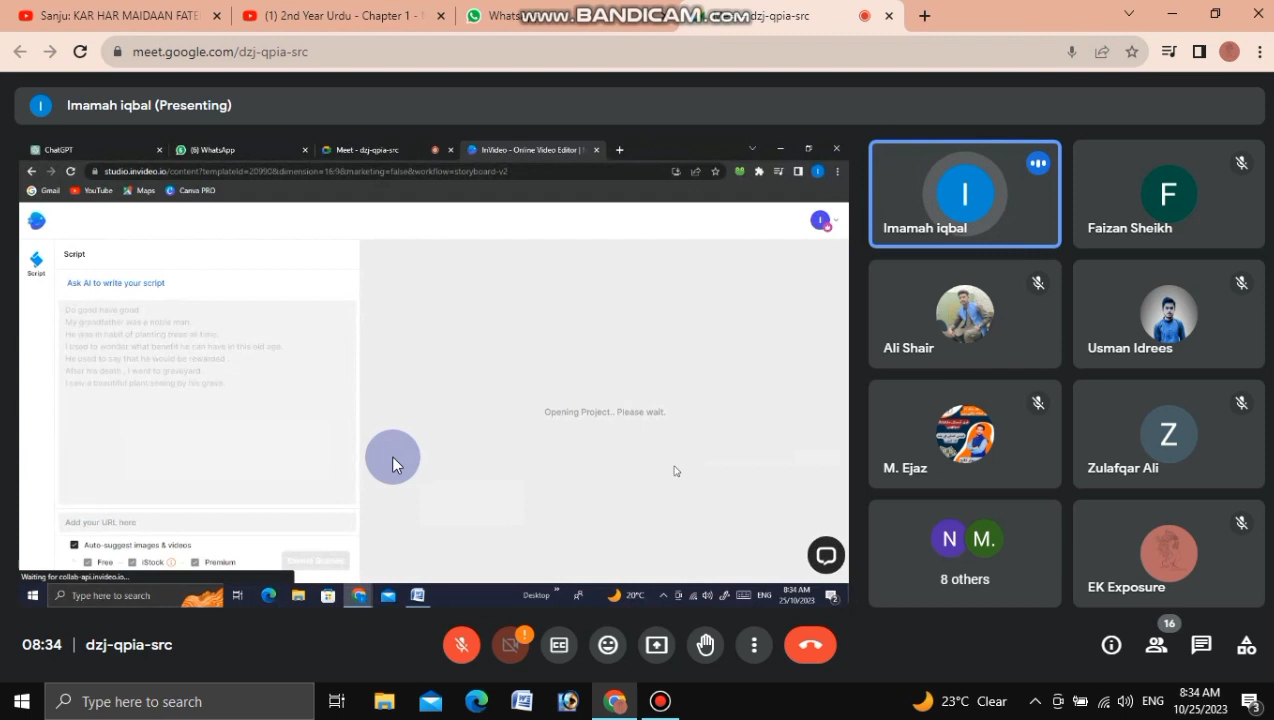 Sanju: KAR HAR MAIDAAN FATEH
(1) 2nd Year Urdu - Chapter 1 -
Whats
www.BANDICAM.com
dzj-qpia-src
meet.google.com/dzj-qpia-src
I
Imamah iqbal (Presenting)
ChatGPT
(6) WhatsApp
Meet - dzj-qpia-src
InVideo - Online Video Editor |
studio.invideo.io/content?templateId=20990&dimension=16:9&marketing=false&workflow=storyboard-v2
Gmail
YouTube
Maps
Canva PRO
Script
Script
Ask AI to write your script
Do good have good
My grandfather was a noble man.
He was in habit of planting trees all time.
I used to wonder what benefit he can have in this old age.
He used to say that he would be rewarded
After his death , I went to graveyard.
I saw a beautiful plant
by his grave.
Opening Project.. Please wait.
Add your URL here
Auto-suggest images & videos
Free
iStock
Premium
Waiting for collab-api.invideo.io...
Type here to search
Desktop
20°C
ENG
8:34 AM
25/10/2023
2
I
Imamah iqbal
F
Faizan Sheikh
Ali Shair
Usman Idrees
M. Ejaz
Z
Zulafqar Ali
N
M.
8 others
EK Exposure
08:34 | dzj-qpia-src
16
Type here to search
23°C Clear
ENG
8:34 AM
10/25/2023
3